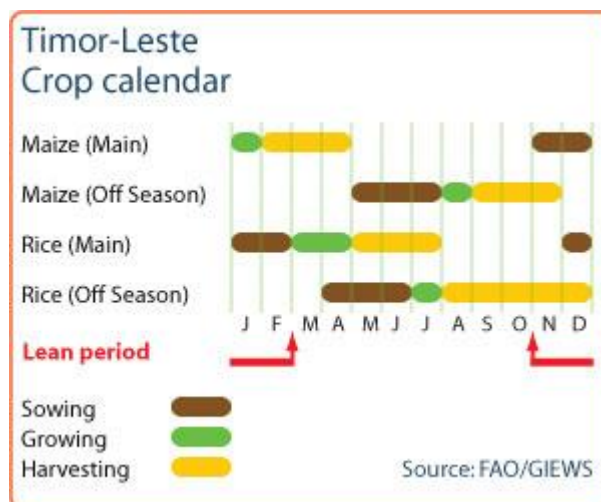 Timor-Leste
Crop calendar
Maize (Main)
Maize (Off Season)
Rice (Main)
Rice (Off Season)
J F M A M J J A S O N D
Lean period
Sowing
Growing
Harvesting
Source: FAO/GIEWS